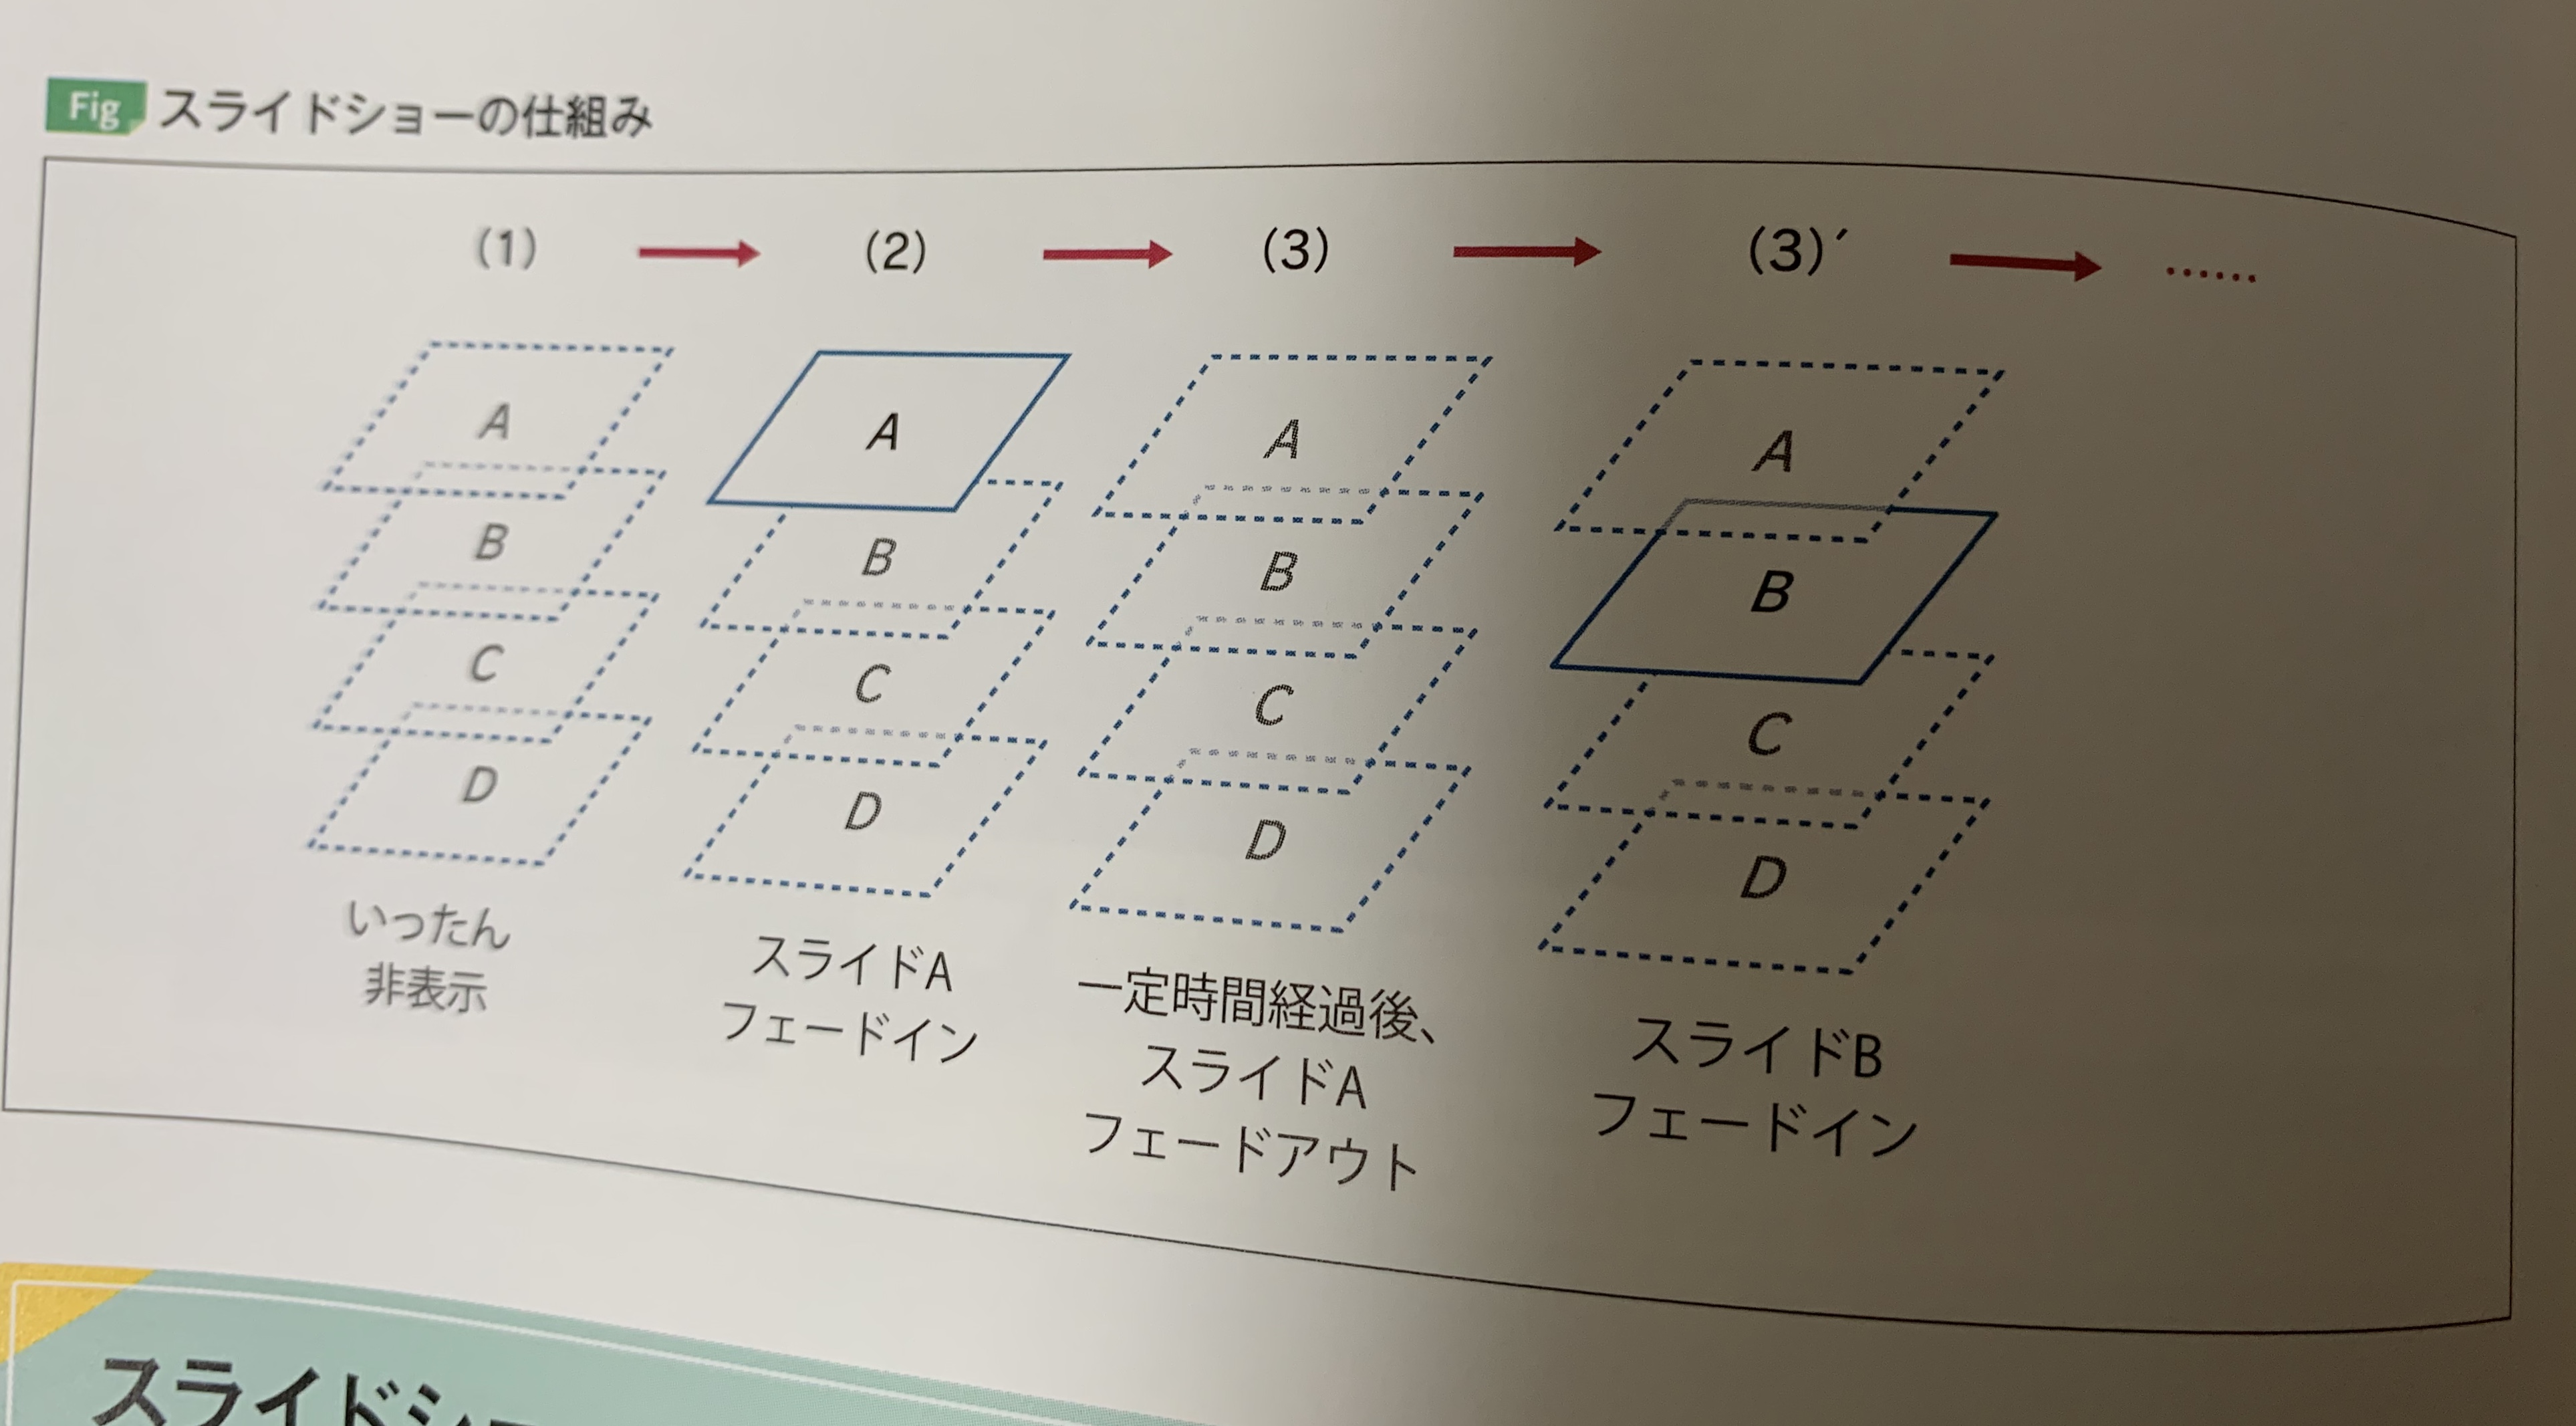 Fig スライドショーの仕組み
(1) (2) (3) (3)′ ……
A A A A
B B B B
C C C C
D D D D
いったん
非表示
スライドA
フェードイン
一定時間経過後、
スライドA
フェードアウト
スライドB
フェードイン
スライドシ